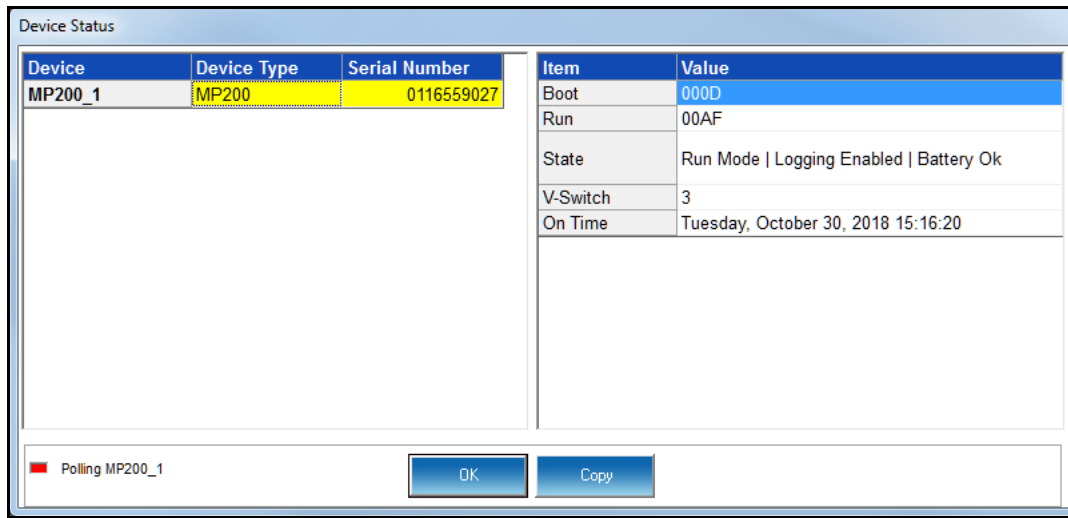 Device Status
Device Device Type Serial Number
MP200_1 MP200 0116559027
Item Value
Boot 000D
Run 00AF
State Run Mode | Logging Enabled | Battery Ok
V-Switch 3
On Time Tuesday, October 30, 2018 15:16:20
Polling MP200_1
OK Copy